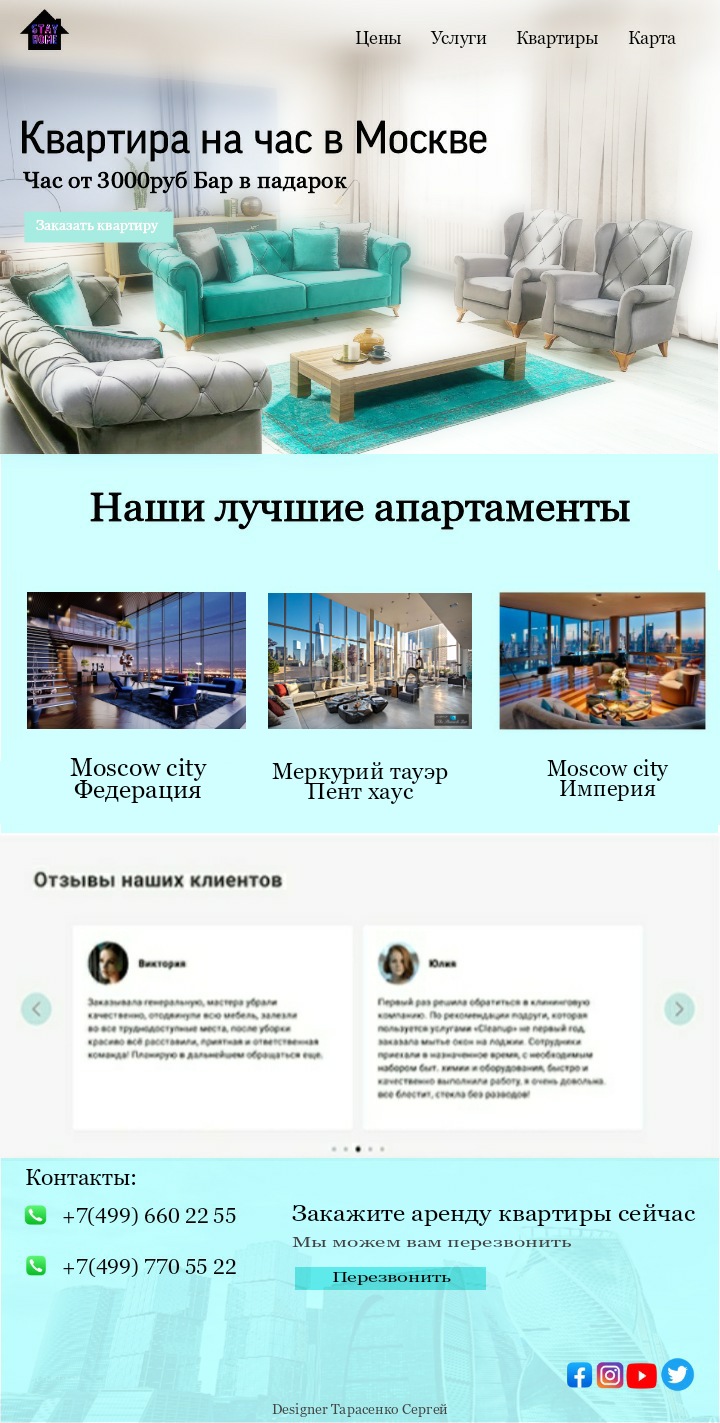 STAY
HOME
Цены Услуги Квартиры Карта
Квартира на час в Москве
Час от 3000руб Бар в падарок
Заказать квартиру
Наши лучшие апартаменты
Moscow city
Федерация
Меркурий тауэр
Пент хаус
Moscow city
Империя
Отзывы наших клиентов
Виктория
Заказывала генеральную, мастера убрали
качественно, отодвинули всю мебель, залезли
во все труднодоступные места, после уборки
красиво всё расставили, приятная и ответственная
команда! Планирую в дальнейшем обращаться еще.
Юлия
Первый раз решила обратиться в клининговую
компанию. По рекомендации подруги, которая
пользуется услугами «Cleanup» не первый год,
заказала мытье окон на лоджии. Сотрудники
приехали в назначенное время, с необходимым
набором быт. химии и оборудования, быстро и
качественно выполнили работу, я очень довольна.
все блестит, стекла без разводов!
Контакты:
+7(499) 660 22 55
+7(499) 770 55 22
Закажите аренду квартиры сейчас
Мы можем вам перезвонить
Перезвонить
Designer Тарасенко Сергей